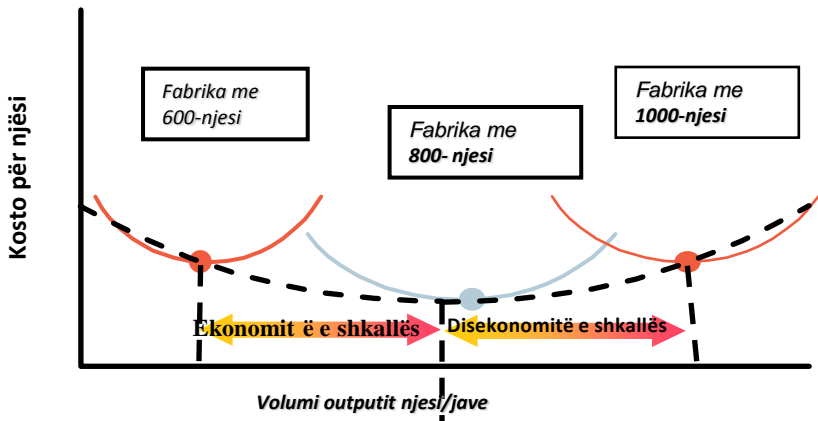 Kosto për njësi
Fabrika me
600-njesi
Fabrika me
800- njesi
Fabrika me
1000-njesi
Ekonomit ë e shkallës
Disekonomitë e shkallës
Volumi outputit njesi/jave